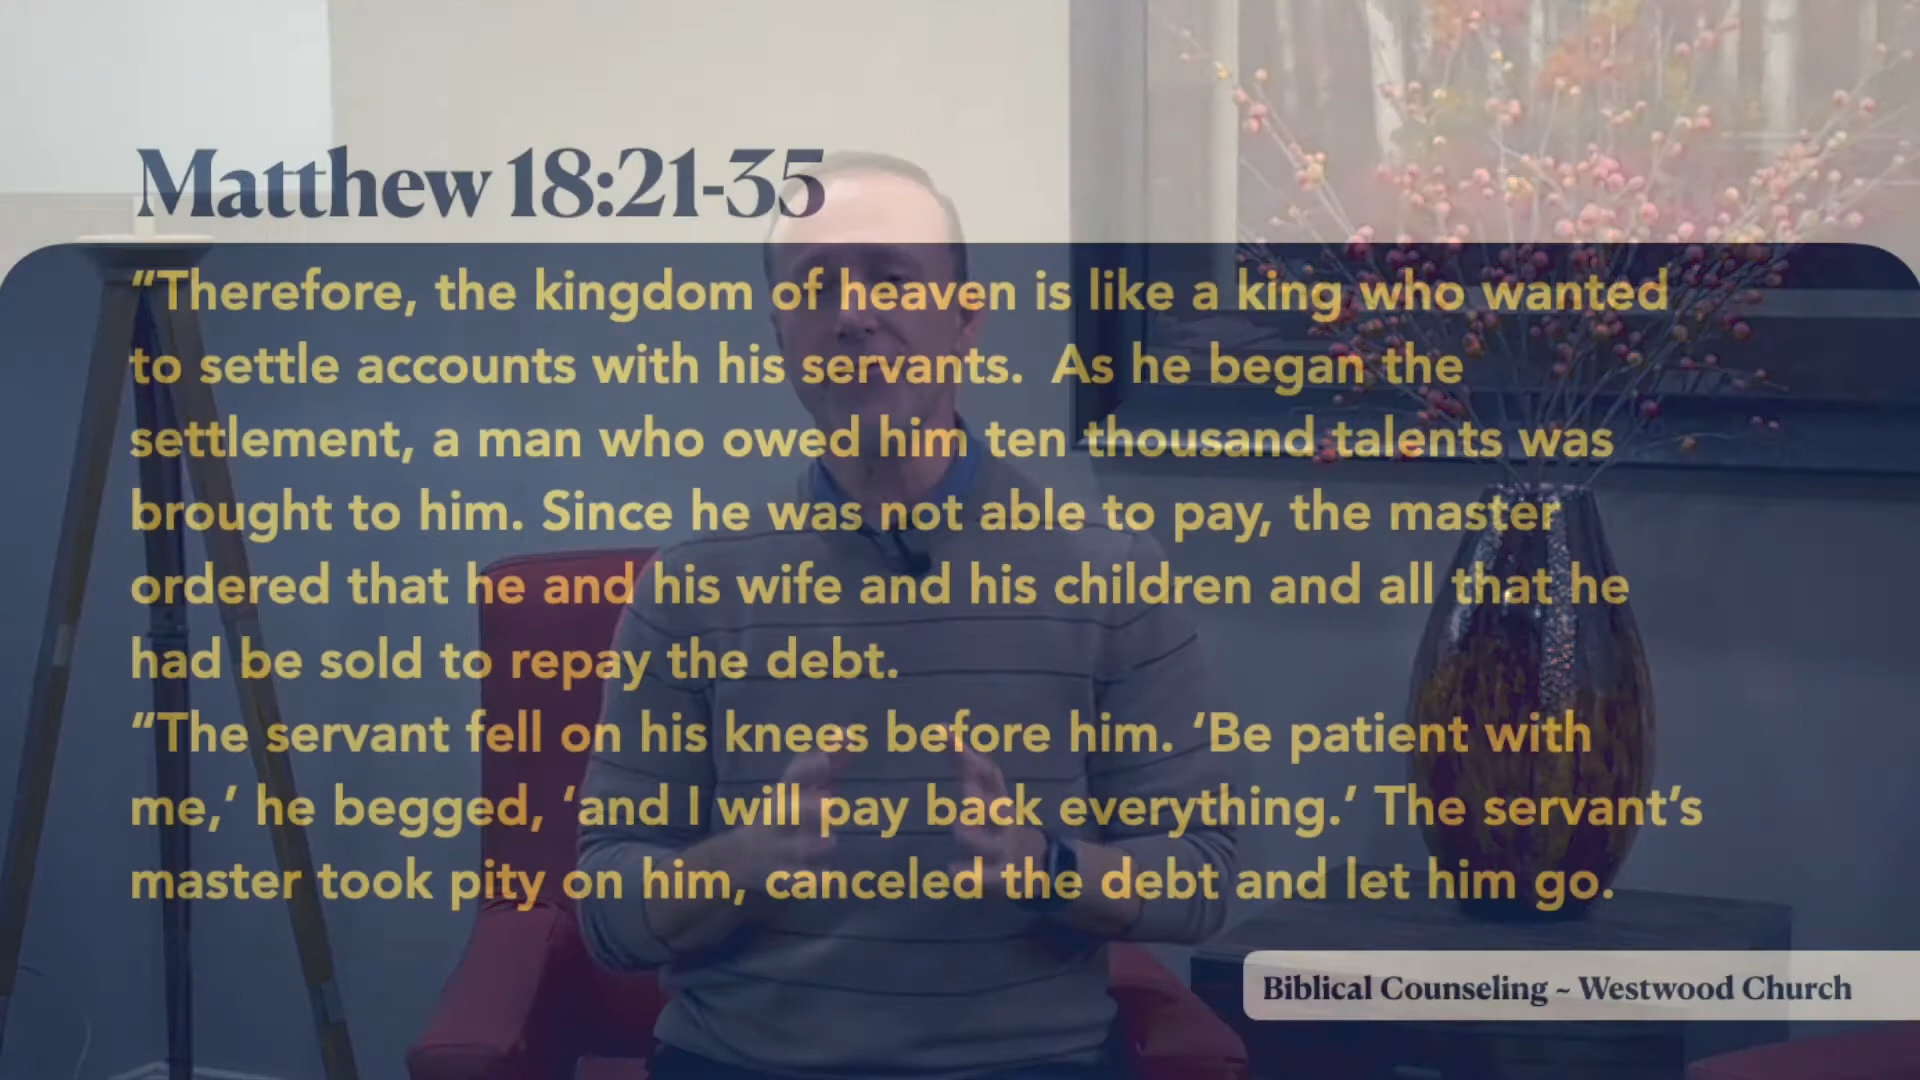 Matthew 18:21-35
“Therefore, the kingdom of heaven is like a king who wanted
to settle accounts with his servants.  As he began the
settlement, a man who owed him ten thousand talents was
brought to him. Since he was not able to pay, the master
ordered that he and his wife and his children and all that he
had be sold to repay the debt.
“The servant fell on his knees before him. ‘Be patient with
me,’ he begged, ‘and I will pay back everything.’ The servant’s
master took pity on him, canceled the debt and let him go.
Biblical Counseling ~ Westwood Church